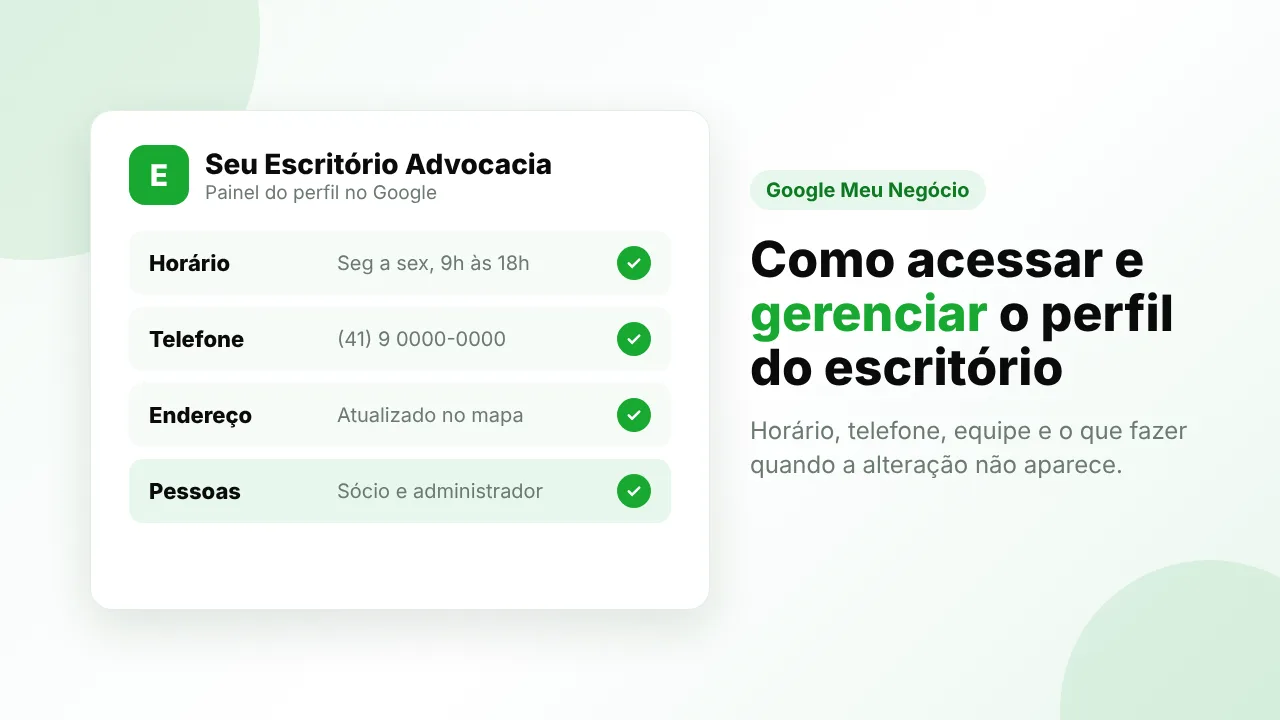 E
Seu Escritório Advocacia
Painel do perfil no Google
Horário Seg a sex, 9h às 18h
Telefone (41) 9 0000-0000
Endereço Atualizado no mapa
Pessoas Sócio e administrador
Google Meu Negócio
Como acessar e
gerenciar o perfil
do escritório
Horário, telefone, equipe e o que fazer
quando a alteração não aparece.